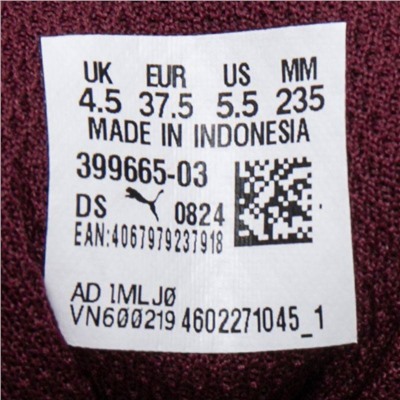 UK EUR US MM
4.5 37.5 5.5 235
MADE IN INDONESIA
399665-03
DS 0824
EAN:4067979237918
AD 1MLJ0
VN600219 4602271045_1